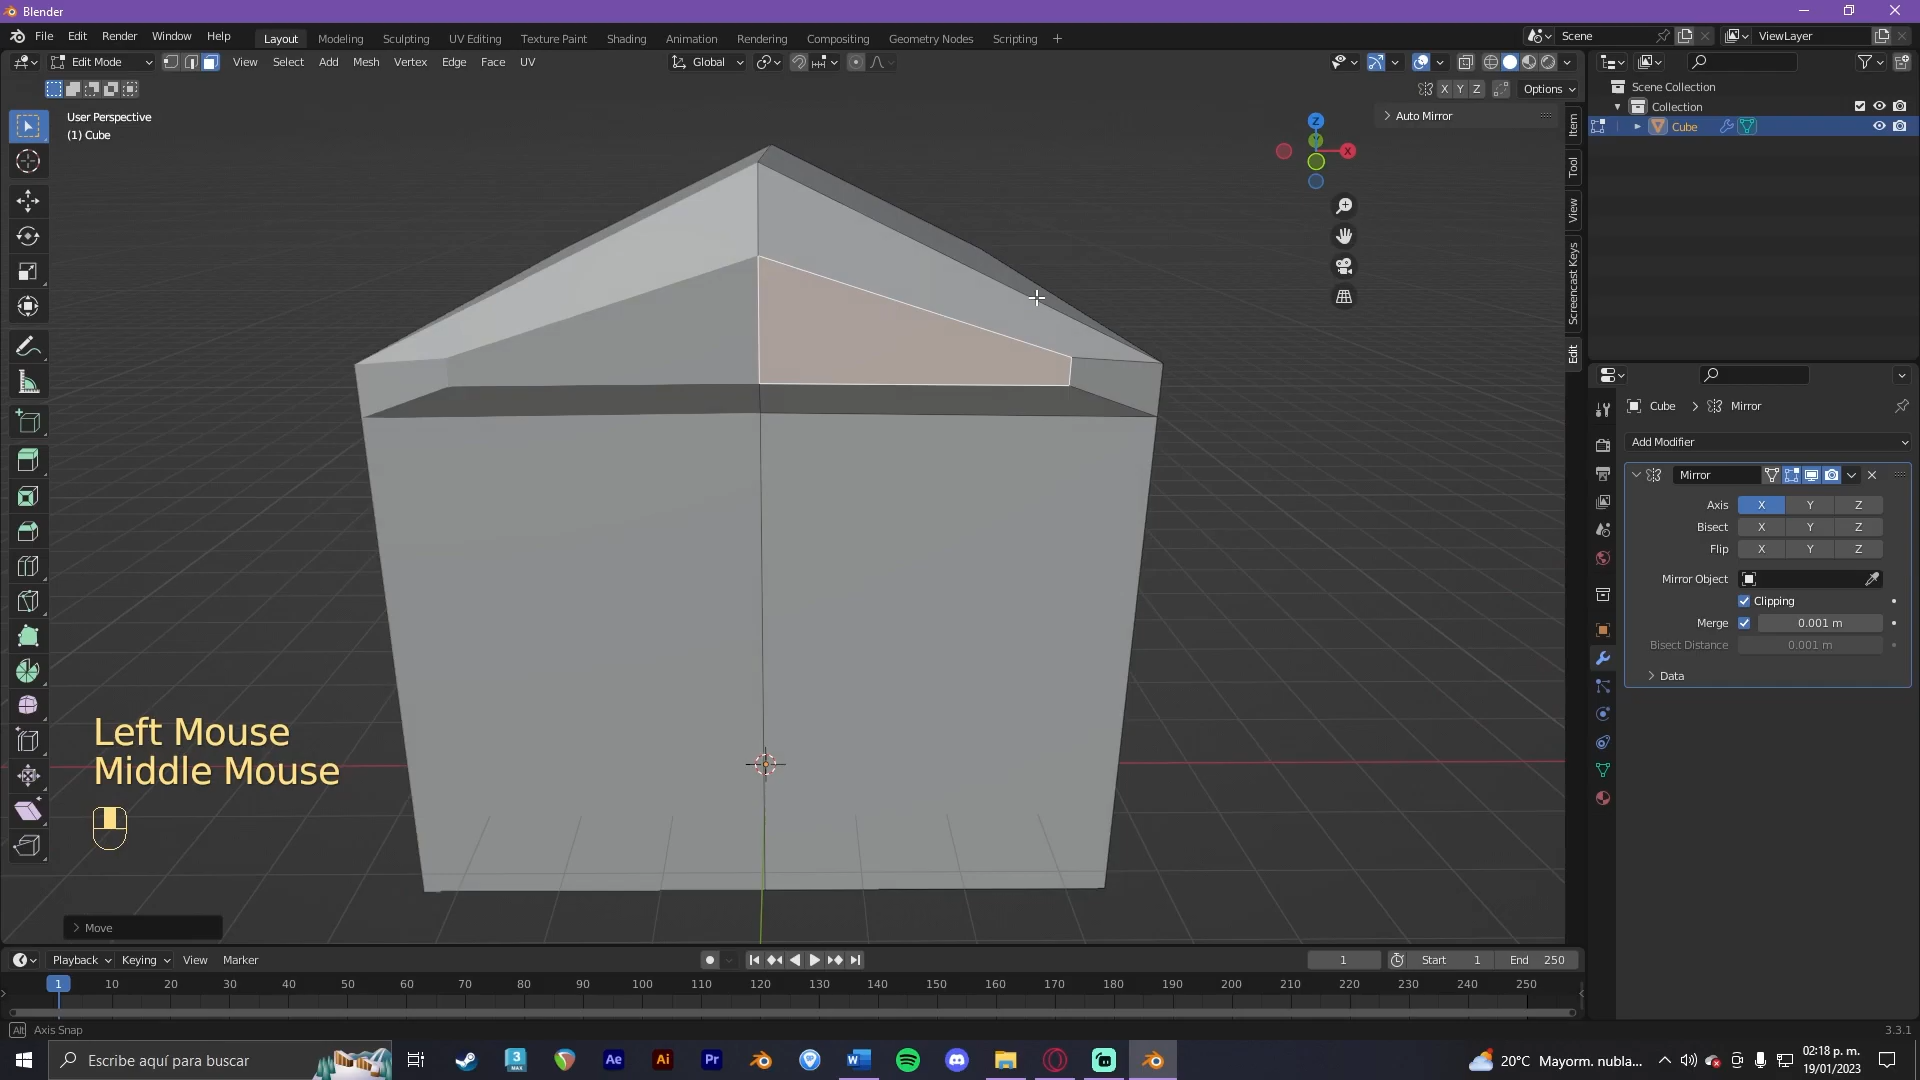 Blender
File Edit Render Window Help
Layout Modeling Sculpting UV Editing Texture Paint Shading Animation Rendering Compositing Geometry Nodes Scripting +
Scene ViewLayer
Edit Mode View Select Add Mesh Vertex Edge Face UV Global
X Y Z Options
User Perspective
(1) Cube
Auto Mirror
Z
Y
X
Item
Tool
View
Screencast Keys
Edit
Scene Collection
Collection
Cube
Cube > Mirror
Add Modifier
Mirror
Axis X Y Z
Bisect X Y Z
Flip X Y Z
Mirror Object
Clipping
Merge 0.001 m
Bisect Distance 0.001 m
Data
Left Mouse
Middle Mouse
Move
Playback Keying View Marker 1 Start 1 End 250
1 10 20 30 40 50 60 70 80 90 100 110 120 130 140 150 160 170 180 190 200 210 220 230 240 250
Alt Axis Snap 3.3.1
Escribe aquí para buscar
3 MAX Ae Ai Pr W
20°C Mayorm. nubla...
02:18 p. m.
19/01/2023